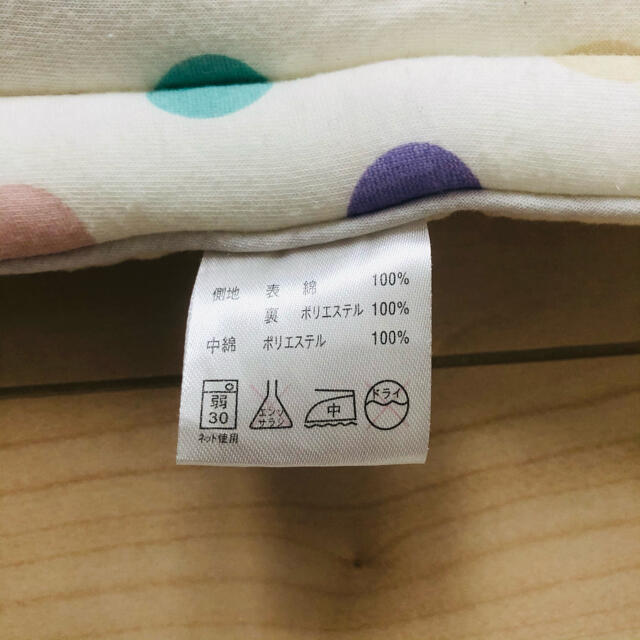 側地 表 綿 100%
裏 ポリエステル 100%
中綿 ポリエステル 100%
弱
30
ネット使用
エンソ
サラシ
中
ドライ